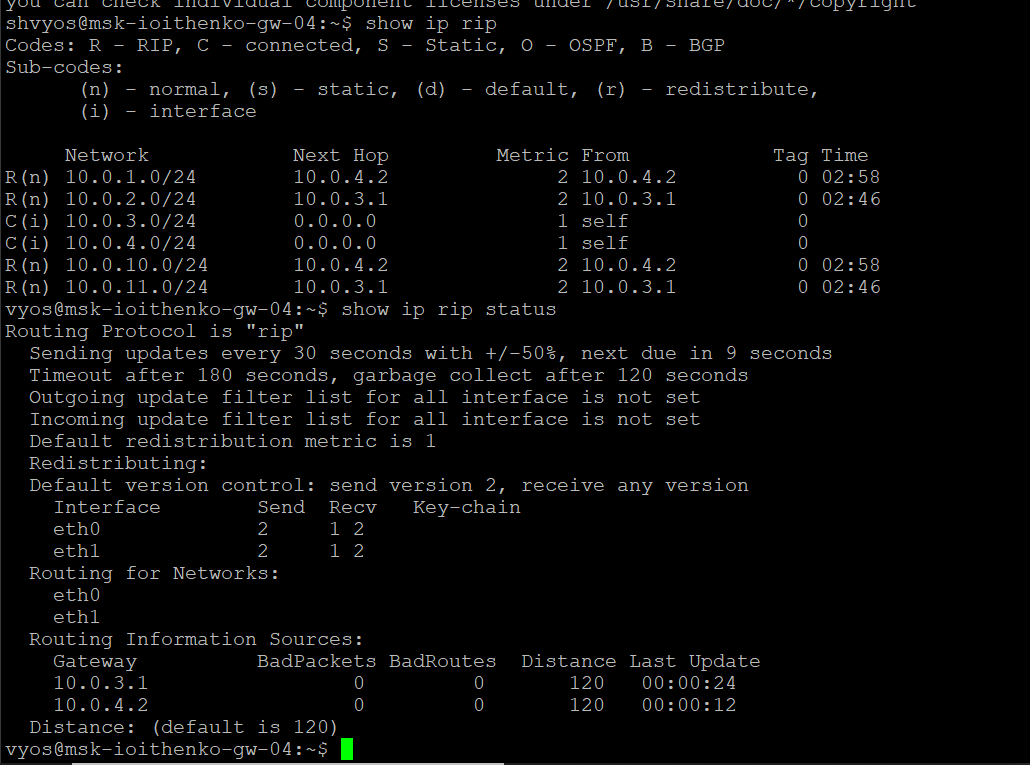 you can check individual component licenses under /usr/share/doc/*/copyright
shvyos@msk-ioithenko-gw-04:~$ show ip rip
Codes: R - RIP, C - connected, S - Static, O - OSPF, B - BGP
Sub-codes:
      (n) - normal, (s) - static, (d) - default, (r) - redistribute,
      (i) - interface

     Network            Next Hop         Metric From            Tag Time
R(n) 10.0.1.0/24        10.0.4.2              2 10.0.4.2          0 02:58
R(n) 10.0.2.0/24        10.0.3.1              2 10.0.3.1          0 02:46
C(i) 10.0.3.0/24        0.0.0.0               1 self              0
C(i) 10.0.4.0/24        0.0.0.0               1 self              0
R(n) 10.0.10.0/24       10.0.4.2              2 10.0.4.2          0 02:58
R(n) 10.0.11.0/24       10.0.3.1              2 10.0.3.1          0 02:46
vyos@msk-ioithenko-gw-04:~$ show ip rip status
Routing Protocol is "rip"
  Sending updates every 30 seconds with +/-50%, next due in 9 seconds
  Timeout after 180 seconds, garbage collect after 120 seconds
  Outgoing update filter list for all interface is not set
  Incoming update filter list for all interface is not set
  Default redistribution metric is 1
  Redistributing:
  Default version control: send version 2, receive any version
    Interface        Send  Recv   Key-chain
    eth0             2     1 2
    eth1             2     1 2
  Routing for Networks:
    eth0
    eth1
  Routing Information Sources:
    Gateway          BadPackets BadRoutes  Distance Last Update
    10.0.3.1                 0         0       120   00:00:24
    10.0.4.2                 0         0       120   00:00:12
  Distance: (default is 120)
vyos@msk-ioithenko-gw-04:~$